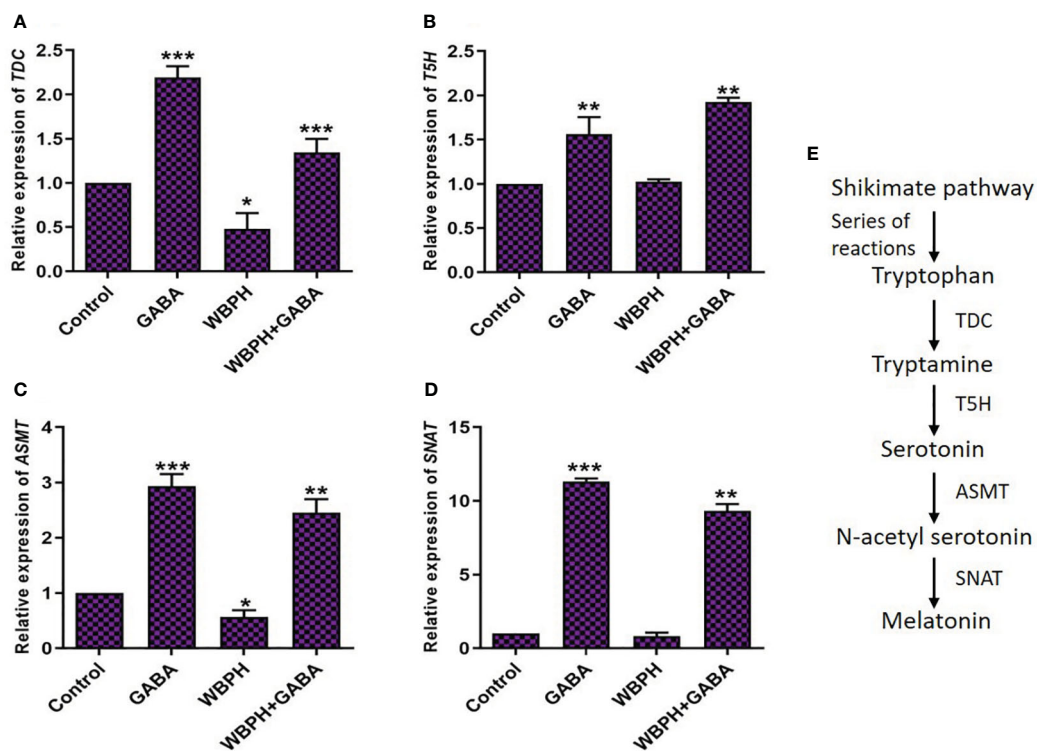 A
Relative expression of TDC
2.5
2.0
1.5
1.0
0.5
0.0
***
*
***
Control
GABA
WBPH
WBPH+GABA
B
Relative expression of T5H
2.5
2.0
1.5
1.0
0.5
0.0
**
**
Control
GABA
WBPH
WBPH+GABA
C
Relative expression of ASMT
4
3
2
1
0
***
*
**
Control
GABA
WBPH
WBPH+GABA
D
Relative expression of SNAT
15
10
5
0
***
**
Control
GABA
WBPH
WBPH+GABA
E
Shikimate pathway
Series of
reactions
Tryptophan
TDC
Tryptamine
T5H
Serotonin
ASMT
N-acetyl serotonin
SNAT
Melatonin